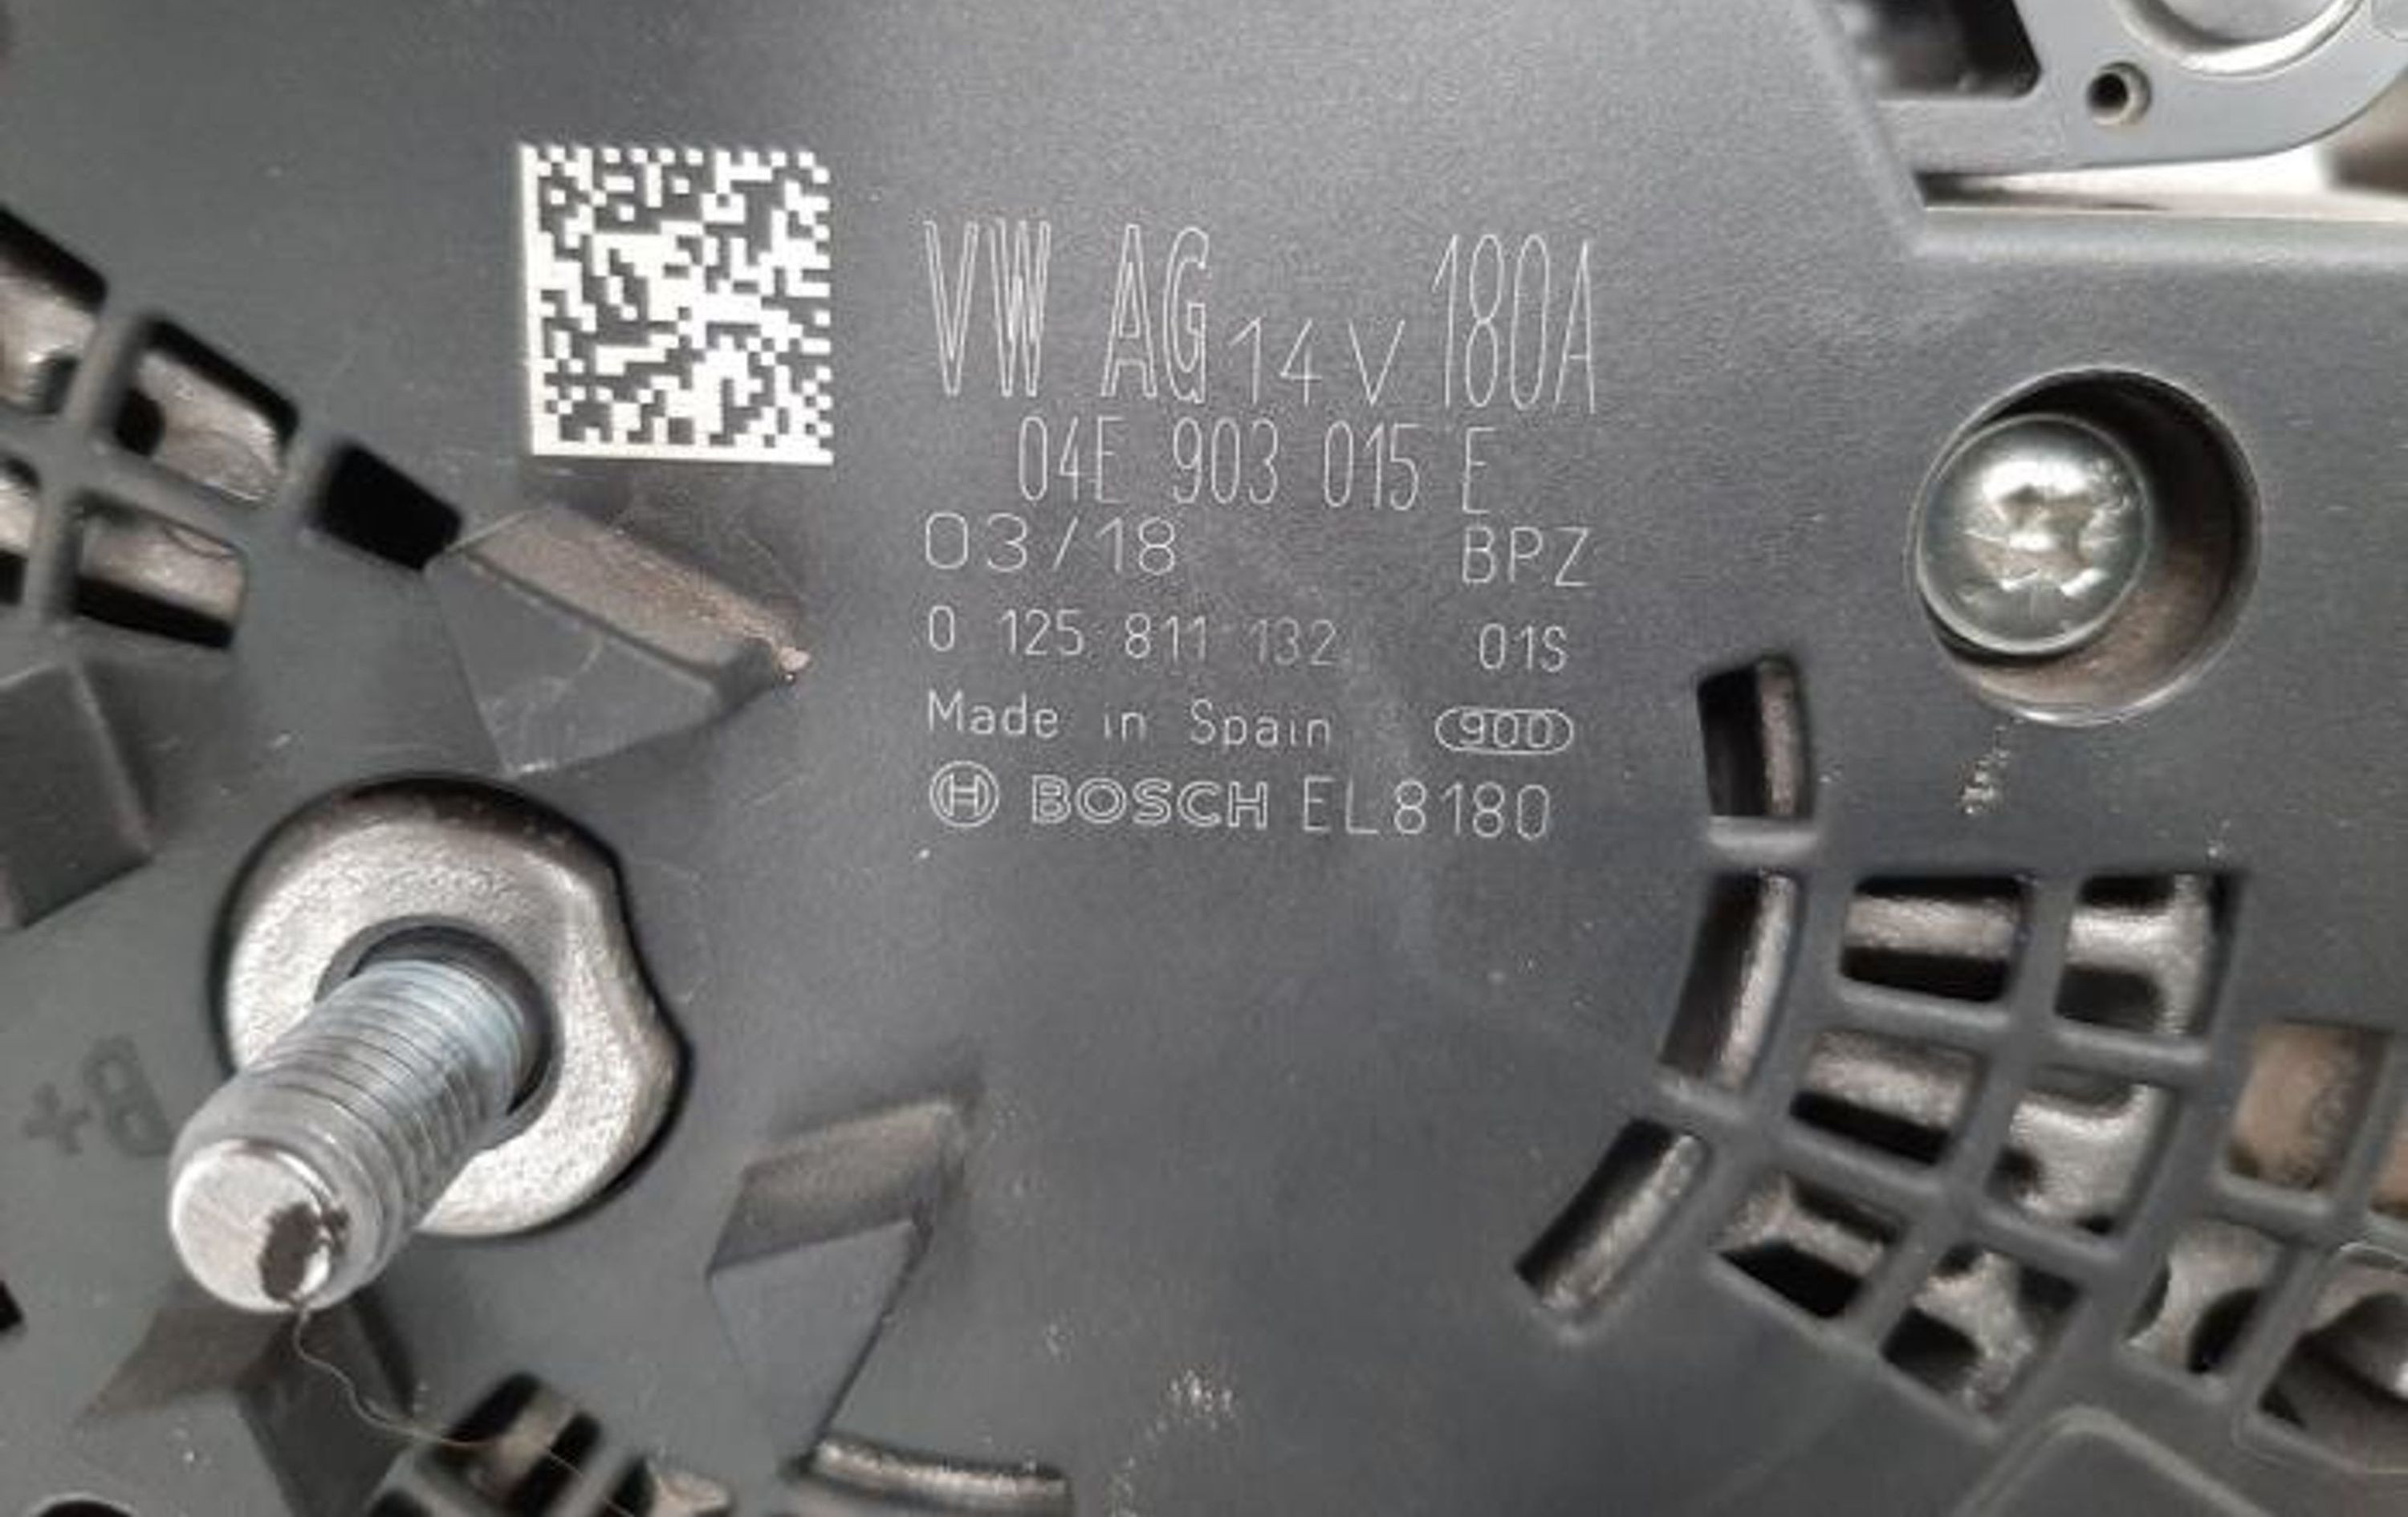 VW AG 14 V 180A
04E 903 015 E
03/18 BPZ
0 125 811 132 01S
Made in Spain 900
BOSCH EL8180
+B